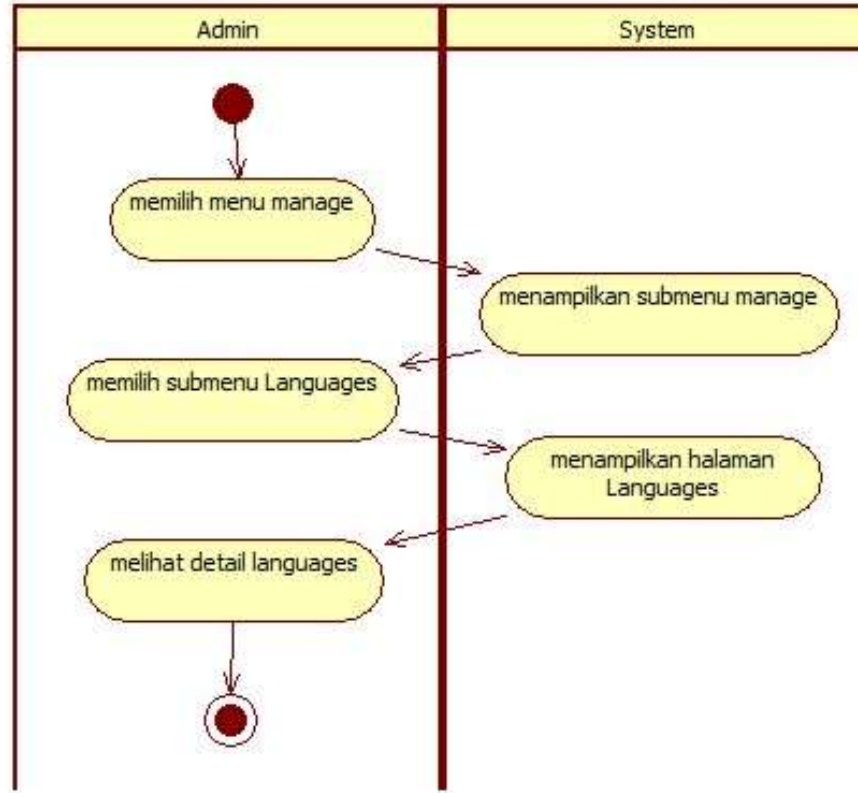 Admin
System
memilih menu manage
menampilkan submenu manage
memilih submenu Languages
menampilkan halaman
Languages
melihat detail languages